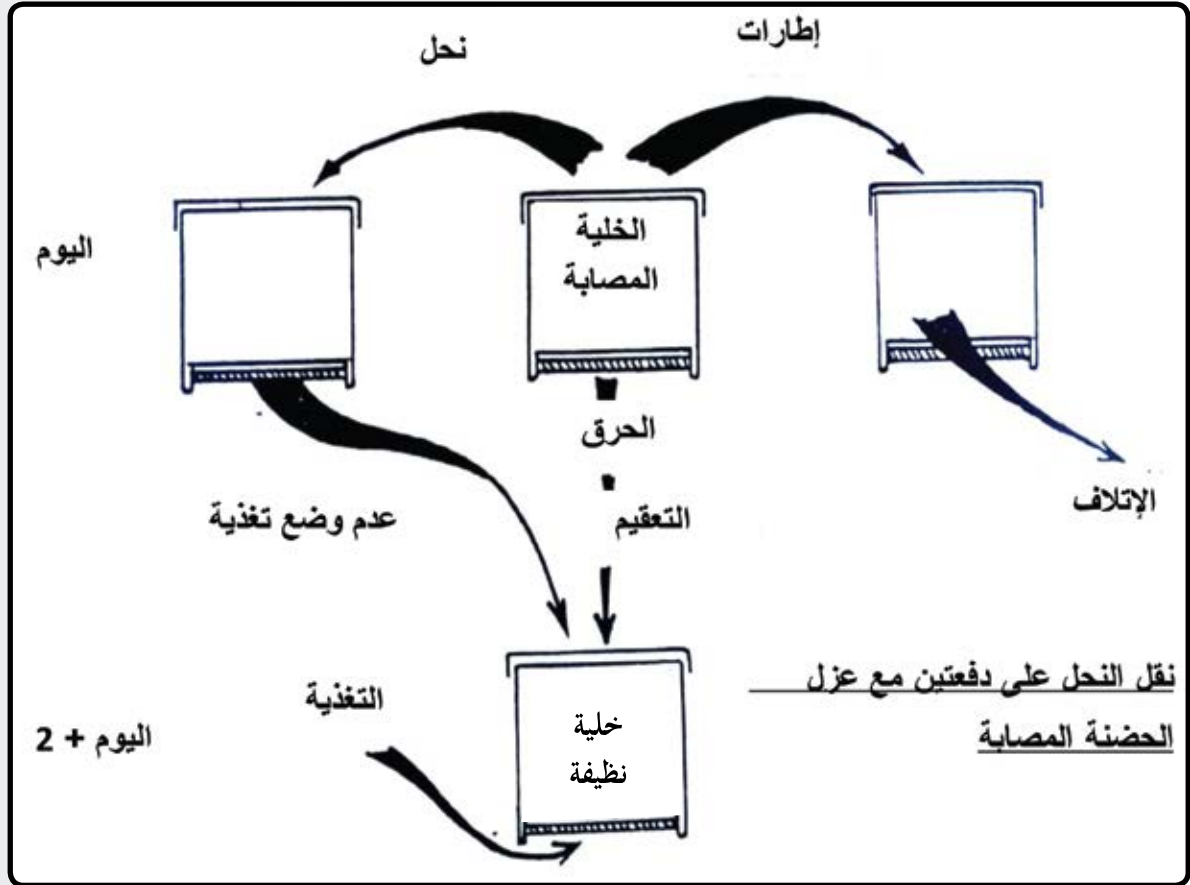 إطارات
نحل
الخلية
المصابة
اليوم
الحرق
الإتلاف
التعقيم
عدم وضع تغذية
نقل النحل على دفعتين مع عزل
الحضنة المصابة
التغذية
خلية
نظيفة
اليوم + 2